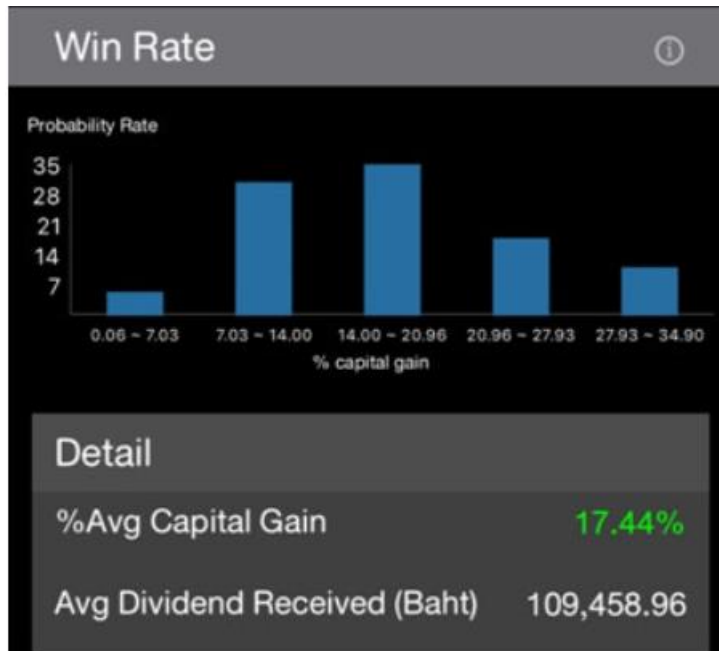 Win Rate
Probability Rate
35
28
21
14
7
0.06 ~ 7.03 7.03 ~ 14.00 14.00 ~ 20.96 20.96 ~ 27.93 27.93 ~ 34.90
% capital gain
Detail
%Avg Capital Gain 17.44%
Avg Dividend Received (Baht) 109,458.96